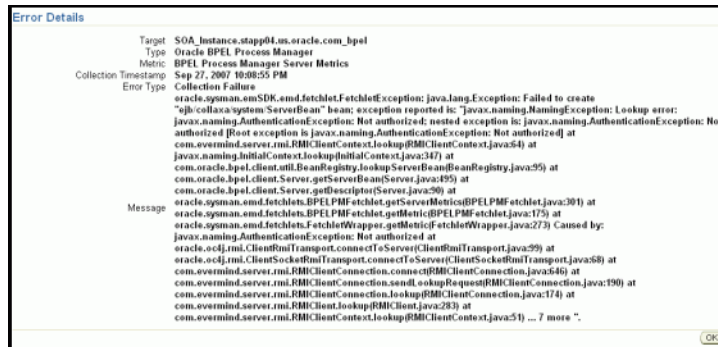 Error Details
Target SOA_Instance.stapp04.us.oracle.com_bpel
Type Oracle BPEL Process Manager
Metric BPEL Process Manager Server Metrics
Collection Timestamp Sep 27, 2007 10:08:55 PM
Error Type Collection Failure
Message
oracle.sysman.emSDK.emd.fetchlet.FetchletException: java.lang.Exception: Failed to create
"ejb/collaxa/system/ServerBean" bean; exception reported is: "javax.naming.NamingException: Lookup error:
javax.naming.AuthenticationException: Not authorized; nested exception is: javax.naming.AuthenticationException: No
authorized [Root exception is javax.naming.AuthenticationException: Not authorized] at
com.evermind.server.rmi.RMIClientContext.lookup(RMIClientContext.java:64) at
javax.naming.InitialContext.lookup(InitialContext.java:347) at
com.oracle.bpel.client.util.BeanRegistry.lookupServerBean(BeanRegistry.java:95) at
com.oracle.bpel.client.Server.getServerBean(Server.java:495) at
com.oracle.bpel.client.Server.getDescriptor(Server.java:90) at
oracle.sysman.emd.fetchlets.BPELPMFetchlet.getServerMetrics(BPELPMFetchlet.java:301) at
oracle.sysman.emd.fetchlets.BPELPMFetchlet.getMetric(BPELPMFetchlet.java:175) at
oracle.sysman.emd.fetchlets.FetchletWrapper.getMetric(FetchletWrapper.java:273) Caused by:
javax.naming.AuthenticationException: Not authorized at
oracle.oc4j.rmi.ClientRmiTransport.connectToServer(ClientRmiTransport.java:99) at
oracle.oc4j.rmi.ClientSocketRmiTransport.connectToServer(ClientSocketRmiTransport.java:68) at
com.evermind.server.rmi.RMIClientConnection.connect(RMIClientConnection.java:646) at
com.evermind.server.rmi.RMIClientConnection.sendLookupRequest(RMIClientConnection.java:190) at
com.evermind.server.rmi.RMIClientConnection.lookup(RMIClientConnection.java:174) at
com.evermind.server.rmi.RMIClient.lookup(RMIClient.java:283) at
com.evermind.server.rmi.RMIClientContext.lookup(RMIClientContext.java:51) ... 7 more ".
OK